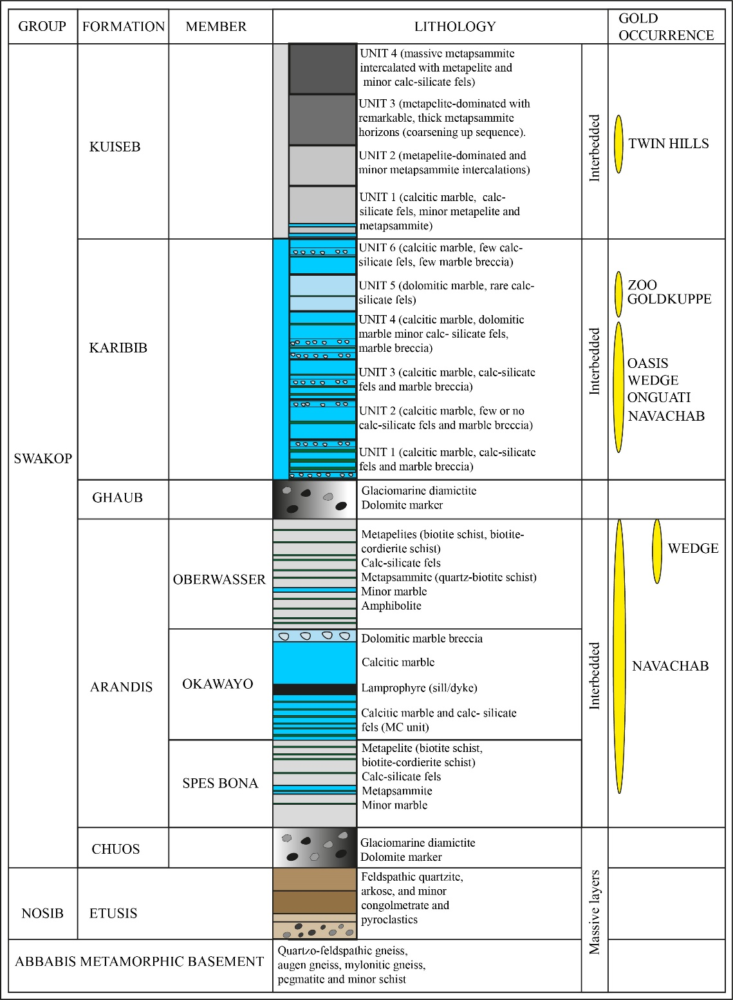 GROUP
FORMATION
MEMBER
LITHOLOGY
GOLD
OCCURRENCE
SWAKOP
KUISEB
UNIT 4 (massive metapsammite
intercalated with metapelite and
minor calc-silicate fels)
UNIT 3 (metapelite-dominated with
remarkable, thick metapsammite
horizons (coarsening up sequence).
UNIT 2 (metapelite-dominated and
minor metapsammite intercalations)
UNIT 1 (calcitic marble, calc-
silicate fels, minor metapelite and
metapsammite)
Interbedded
TWIN HILLS
KARIBIB
UNIT 6 (calcitic marble, few calc-
silicate fels, few marble breccia)
UNIT 5 (dolomitic marble, rare calc-
silicate fels)
UNIT 4 (calcitic marble, dolomitic
marble minor calc- silicate fels,
marble breccia)
UNIT 3 (calcitic marble, calc-silicate
fels and marble breccia)
UNIT 2 (calcitic marble, few or no
calc-silicate fels and marble breccia)
UNIT 1 (calcitic marble, calc-silicate
fels and marble breccia)
Interbedded
ZOO
GOLDKUPPE
OASIS
WEDGE
ONGUATI
NAVACHAB
GHAUB
Glaciomarine diamictite
Dolomite marker
ARANDIS
OBERWASSER
Metapelites (biotite schist, biotite-
cordierite schist)
Calc-silicate fels
Metapsammite (quartz-biotite schist)
Minor marble
Amphibolite
WEDGE
OKAWAYO
Dolomitic marble breccia
Calcitic marble
Lamprophyre (sill/dyke)
Calcitic marble and calc- silicate
fels (MC unit)
Interbedded
NAVACHAB
SPES BONA
Metapelite (biotite schist,
biotite-cordierite schist)
Calc-silicate fels
Metapsammite
Minor marble
CHUOS
Glaciomarine diamictite
Dolomite marker
NOSIB
ETUSIS
Feldspathic quartzite,
arkose, and minor
congolmetrate and
pyroclastics
Massive layers
ABBABIS METAMORPHIC BASEMENT
Quartzo-feldspathic gneiss,
augen gneiss, mylonitic gneiss,
pegmatite and minor schist